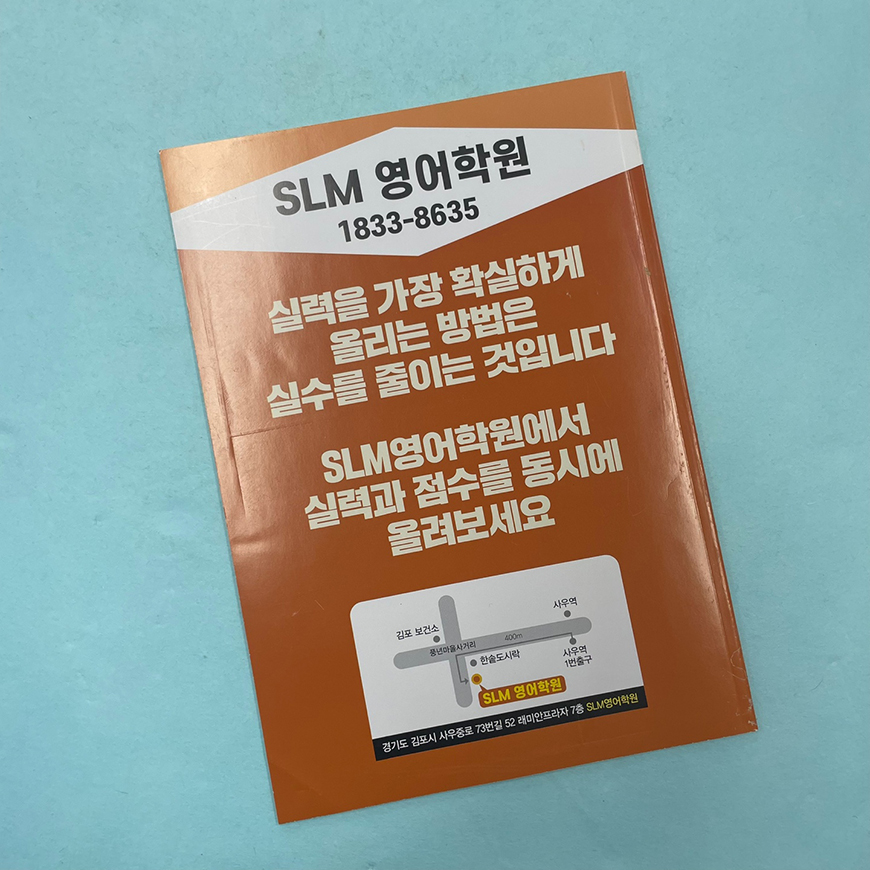 SLM 영어학원
1833-8635
실력을 가장 확실하게
올리는 방법은
실수를 줄이는 것입니다
SLM영어학원에서
실력과 점수를 동시에
올려보세요
사우역
김포 보건소
풍년마을사거리
400m
한솥도시락
사우역
1번출구
SLM 영어학원
경기도 김포시 사우중로 73번길 52 래미안프라자 7층 SLM영어학원